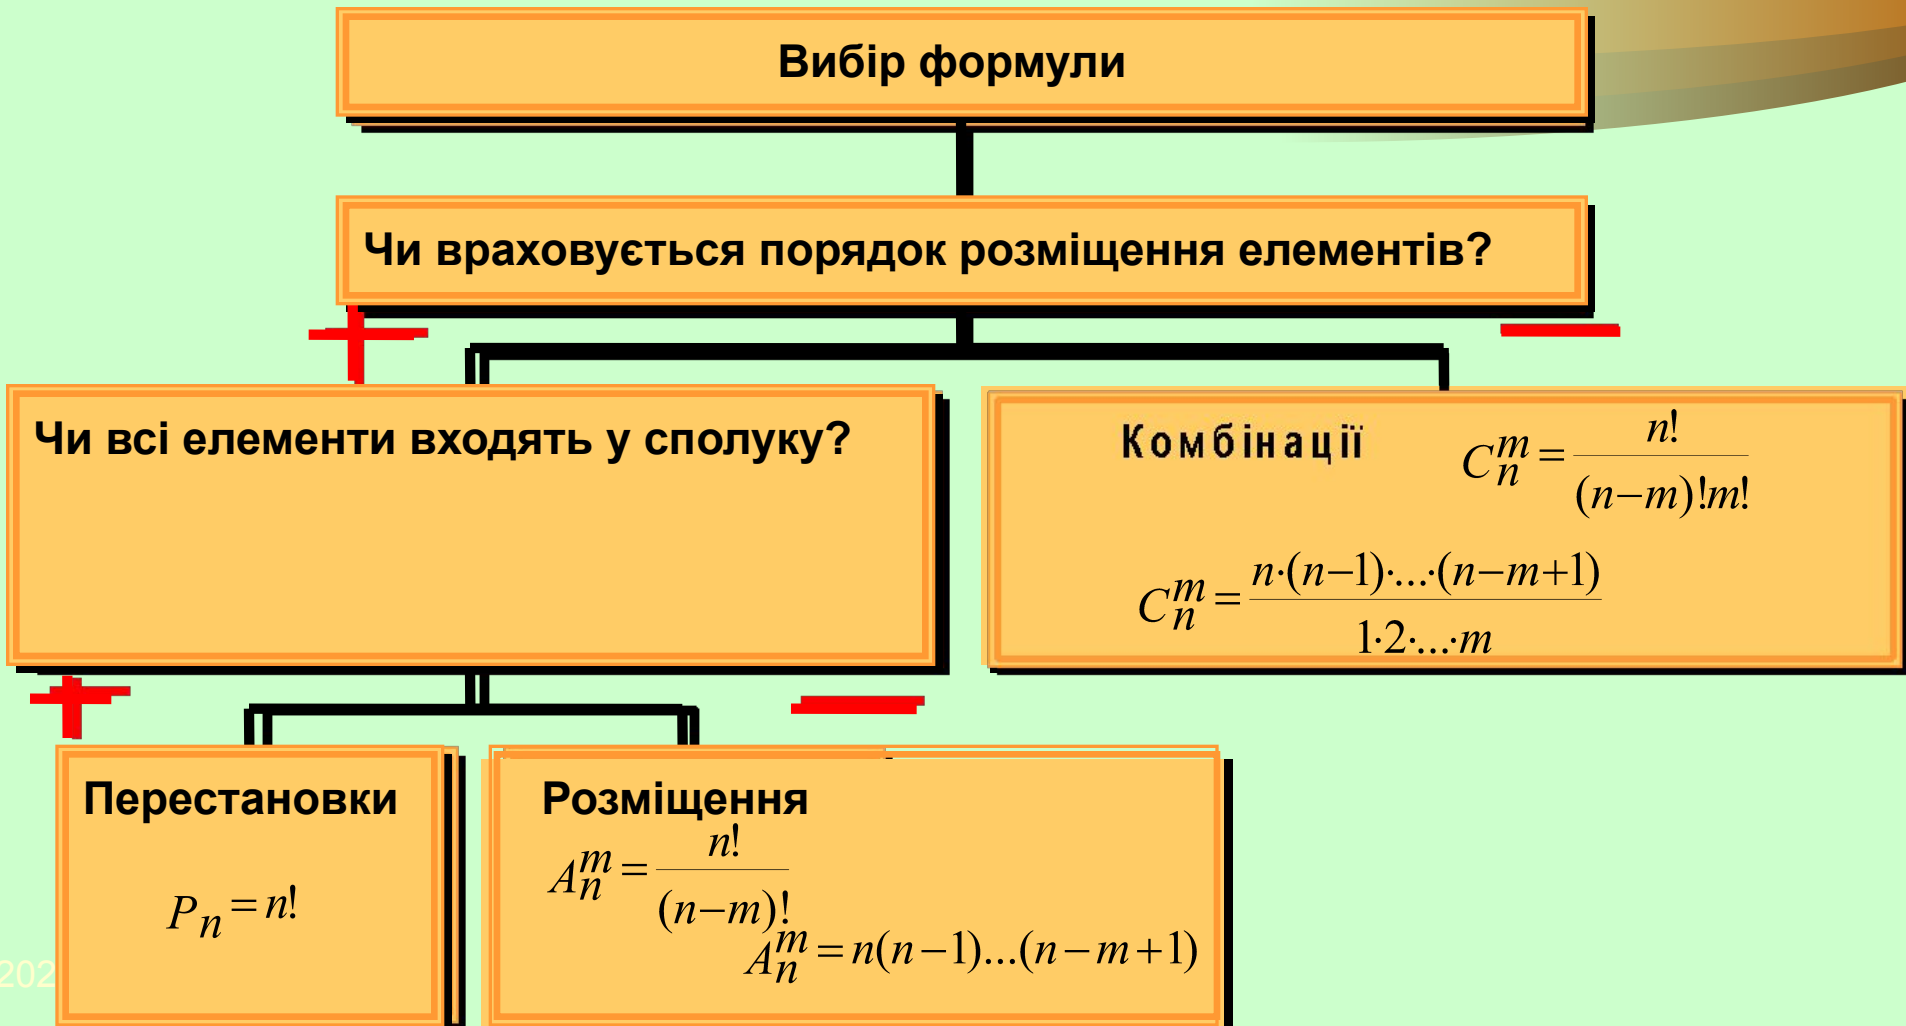 Вибір формули
Чи враховується порядок розміщення елементів?
Чи всі елементи входять у сполуку?
Комбінації
C_n^m = n! / (n−m)!m!
C_n^m = n·(n−1)·...·(n−m+1) / 1·2·...·m
Перестановки
P_n = n!
Розміщення
A_n^m = n! / (n−m)!
A_n^m = n(n−1)...(n−m+1)
202